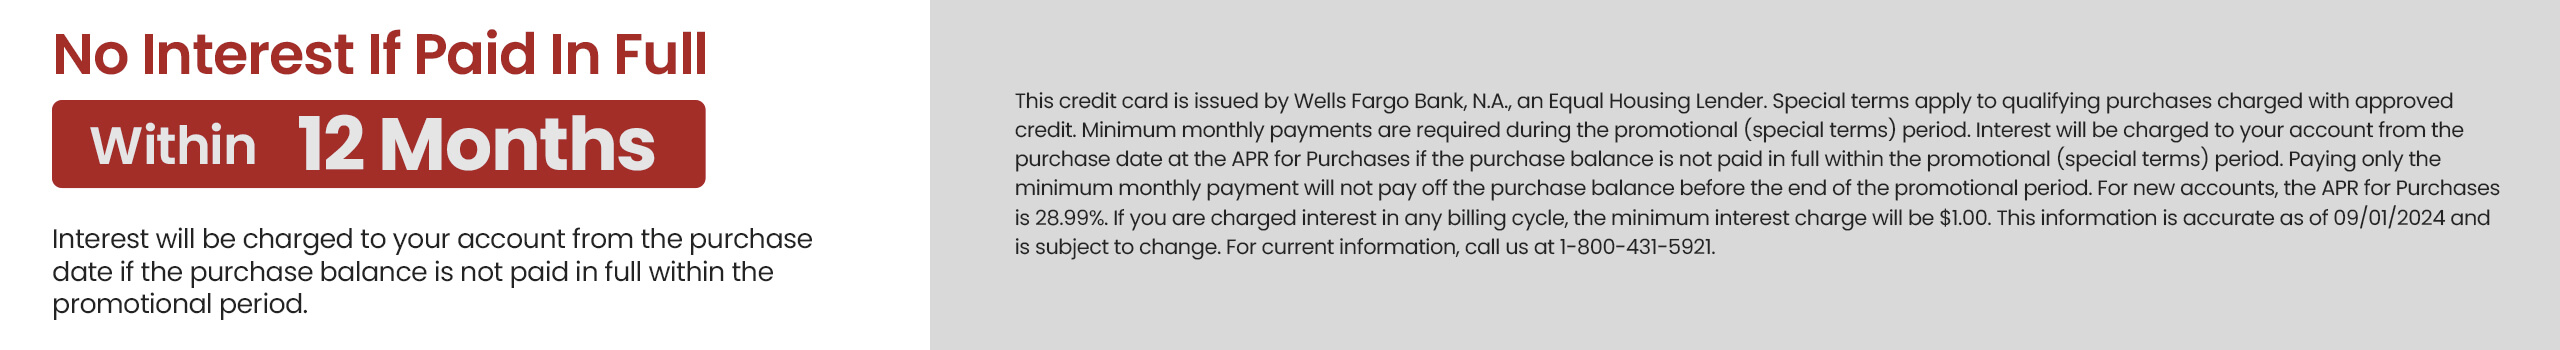 No Interest If Paid In Full
Within 12 Months
Interest will be charged to your account from the purchase
date if the purchase balance is not paid in full within the
promotional period.
This credit card is issued by Wells Fargo Bank, N.A., an Equal Housing Lender. Special terms apply to qualifying purchases charged with approved
credit. Minimum monthly payments are required during the promotional (special terms) period. Interest will be charged to your account from the
purchase date at the APR for Purchases if the purchase balance is not paid in full within the promotional (special terms) period. Paying only the
minimum monthly payment will not pay off the purchase balance before the end of the promotional period. For new accounts, the APR for Purchases
is 28.99%. If you are charged interest in any billing cycle, the minimum interest charge will be $1.00. This information is accurate as of 09/01/2024 and
is subject to change. For current information, call us at 1-800-431-5921.